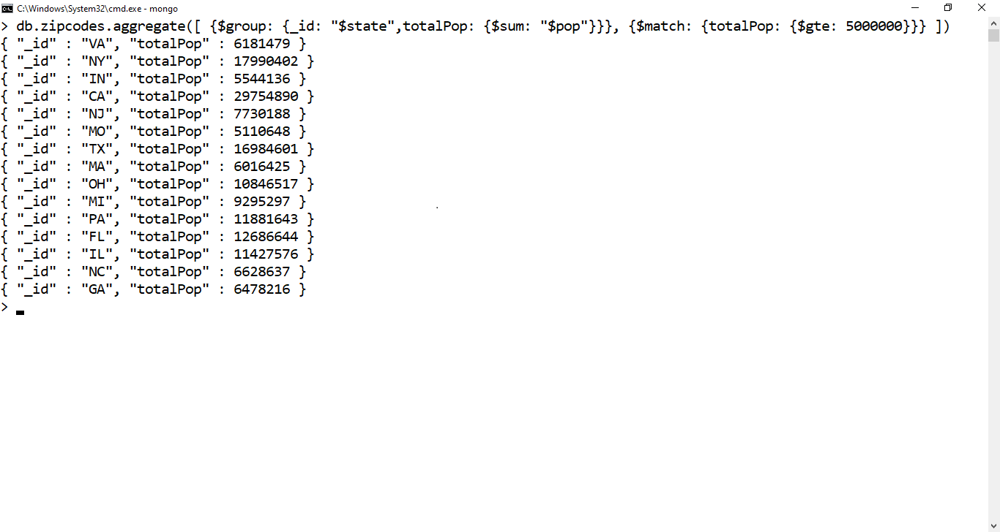 C:\Windows\System32\cmd.exe - mongo
> db.zipcodes.aggregate([ {$group: {_id: "$state",totalPop: {$sum: "$pop"}}}, {$match: {totalPop: {$gte: 5000000}}} ])
{ "_id" : "VA", "totalPop" : 6181479 }
{ "_id" : "NY", "totalPop" : 17990402 }
{ "_id" : "IN", "totalPop" : 5544136 }
{ "_id" : "CA", "totalPop" : 29754890 }
{ "_id" : "NJ", "totalPop" : 7730188 }
{ "_id" : "MO", "totalPop" : 5110648 }
{ "_id" : "TX", "totalPop" : 16984601 }
{ "_id" : "MA", "totalPop" : 6016425 }
{ "_id" : "OH", "totalPop" : 10846517 }
{ "_id" : "MI", "totalPop" : 9295297 }
{ "_id" : "PA", "totalPop" : 11881643 }
{ "_id" : "FL", "totalPop" : 12686644 }
{ "_id" : "IL", "totalPop" : 11427576 }
{ "_id" : "NC", "totalPop" : 6628637 }
{ "_id" : "GA", "totalPop" : 6478216 }
>